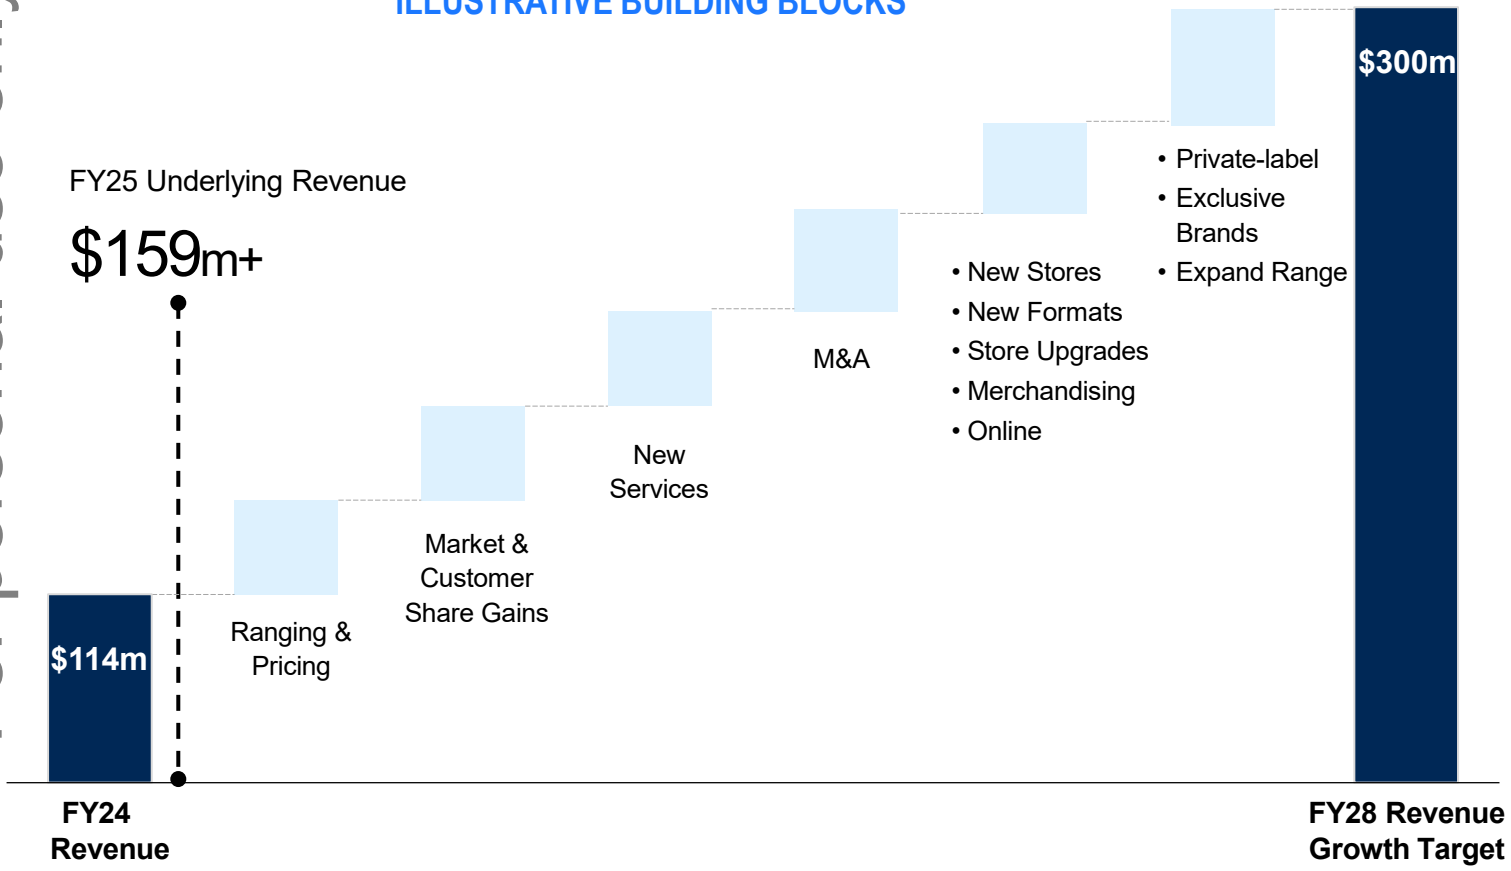 ILLUSTRATIVE BUILDING BLOCKS
$300m
FY25 Underlying Revenue
$159m+
• Private-label
• Exclusive
Brands
• Expand Range
• New Stores
• New Formats
• Store Upgrades
• Merchandising
• Online
M&A
New
Services
Market &
Customer
Share Gains
Ranging &
Pricing
$114m
FY24
Revenue
FY28 Revenue
Growth Target